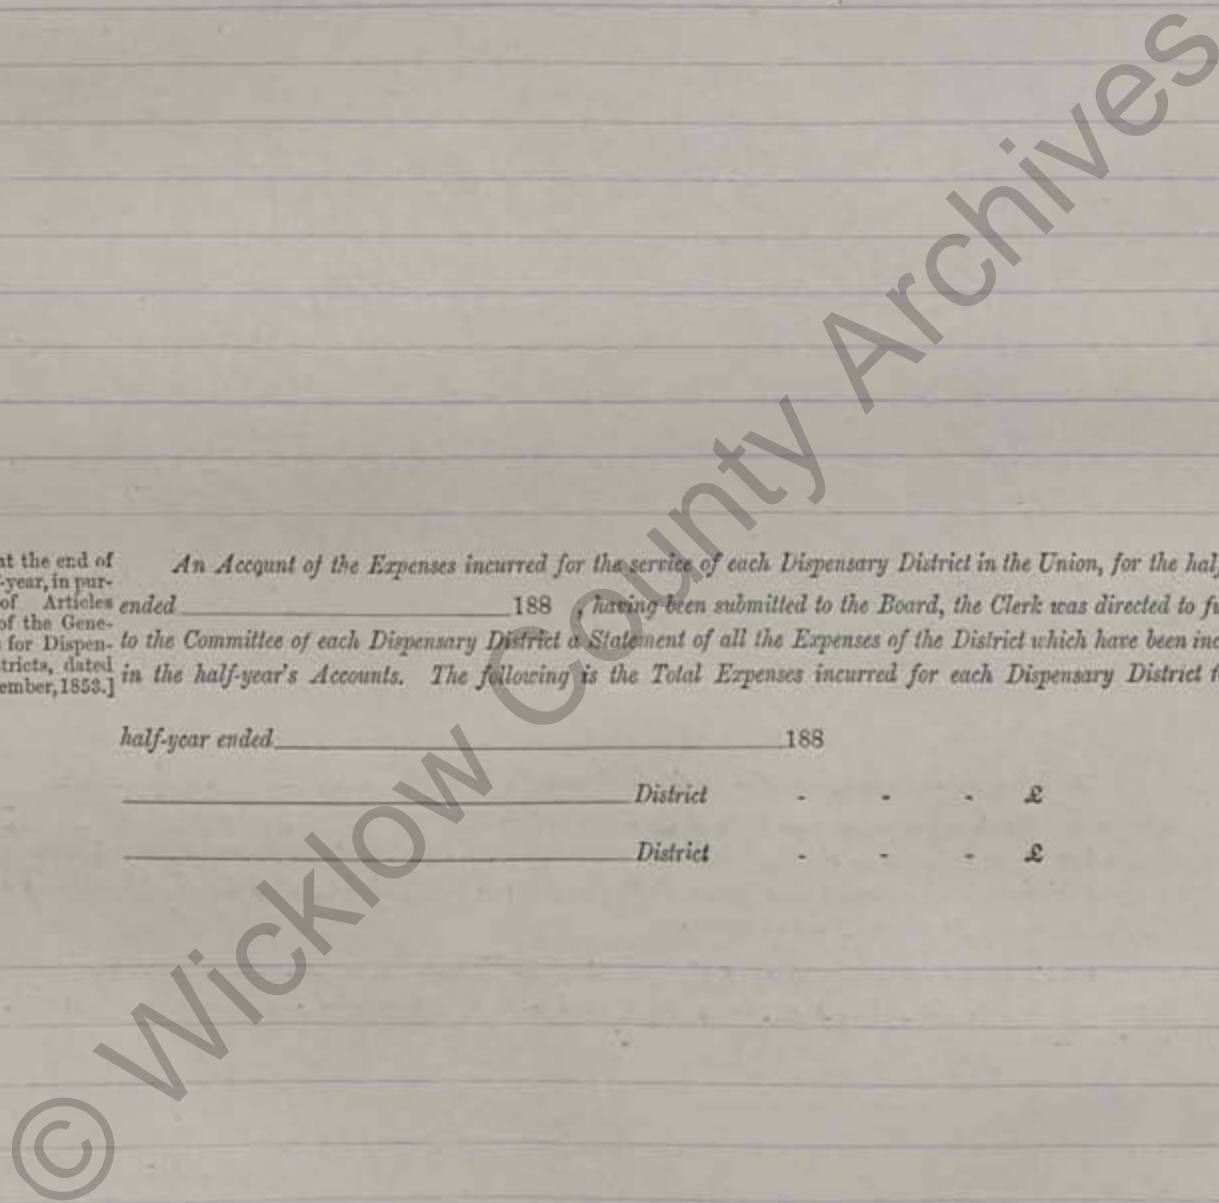 at the end of
-year, in pur-
of Articles
of the Gene-
for Dispen-
tricts, dated
ember, 1853.]
An Account of the Expenses incurred for the service of each Dispensary District in the Union, for the half
ended 188 , having been submitted to the Board, the Clerk was directed to fu
to the Committee of each Dispensary District a Statement of all the Expenses of the District which have been inc
in the half-year's Accounts. The following is the Total Expenses incurred for each Dispensary District f
half-year ended 188
District - - - £
District - - - £
© Wicklow County Archives